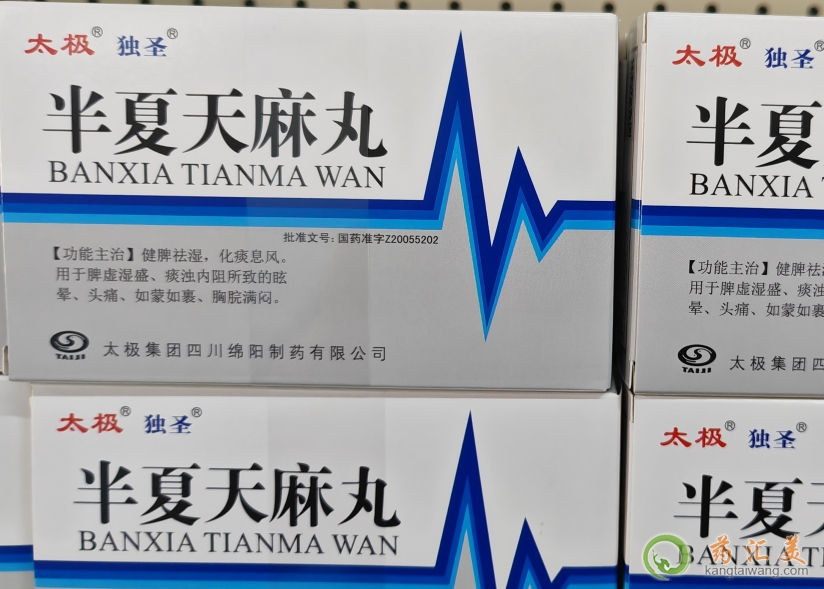 太极® 独圣®
半夏天麻丸
BANXIA TIANMA WAN
批准文号: 国药准字Z20055202
【功能主治】健脾祛湿，化痰息风。
用于脾虚湿盛、痰浊内阻所致的眩
晕、头痛、如蒙如裹、胸脘满闷。
TAIJI 太极集团四川绵阳制药有限公司
太极® 独圣®
半夏
BANXIA T
【功能主治】健脾祛
用于脾虚湿盛、痰浊
晕、头痛、如蒙如裹
TAIJI 太极集团四
太极® 独圣®
半夏天麻丸
BANXIA TIANMA WAN
太极® 独圣®
半夏
BANXIA TIA
药汇美
kangtaiwang.com